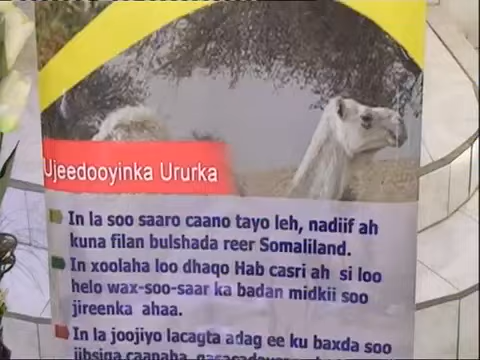 Ujeedooyinka Ururka
In la soo saaro caano tayo leh, nadiif ah
kuna filan bulshada reer Somaliland.
In xoolaha loo dhaqo Hab casri ah si loo
helo wax-soo-saar ka badan midkii soo
jireenka ahaa.
In la joojiyo lacagta adag ee ku baxda soo